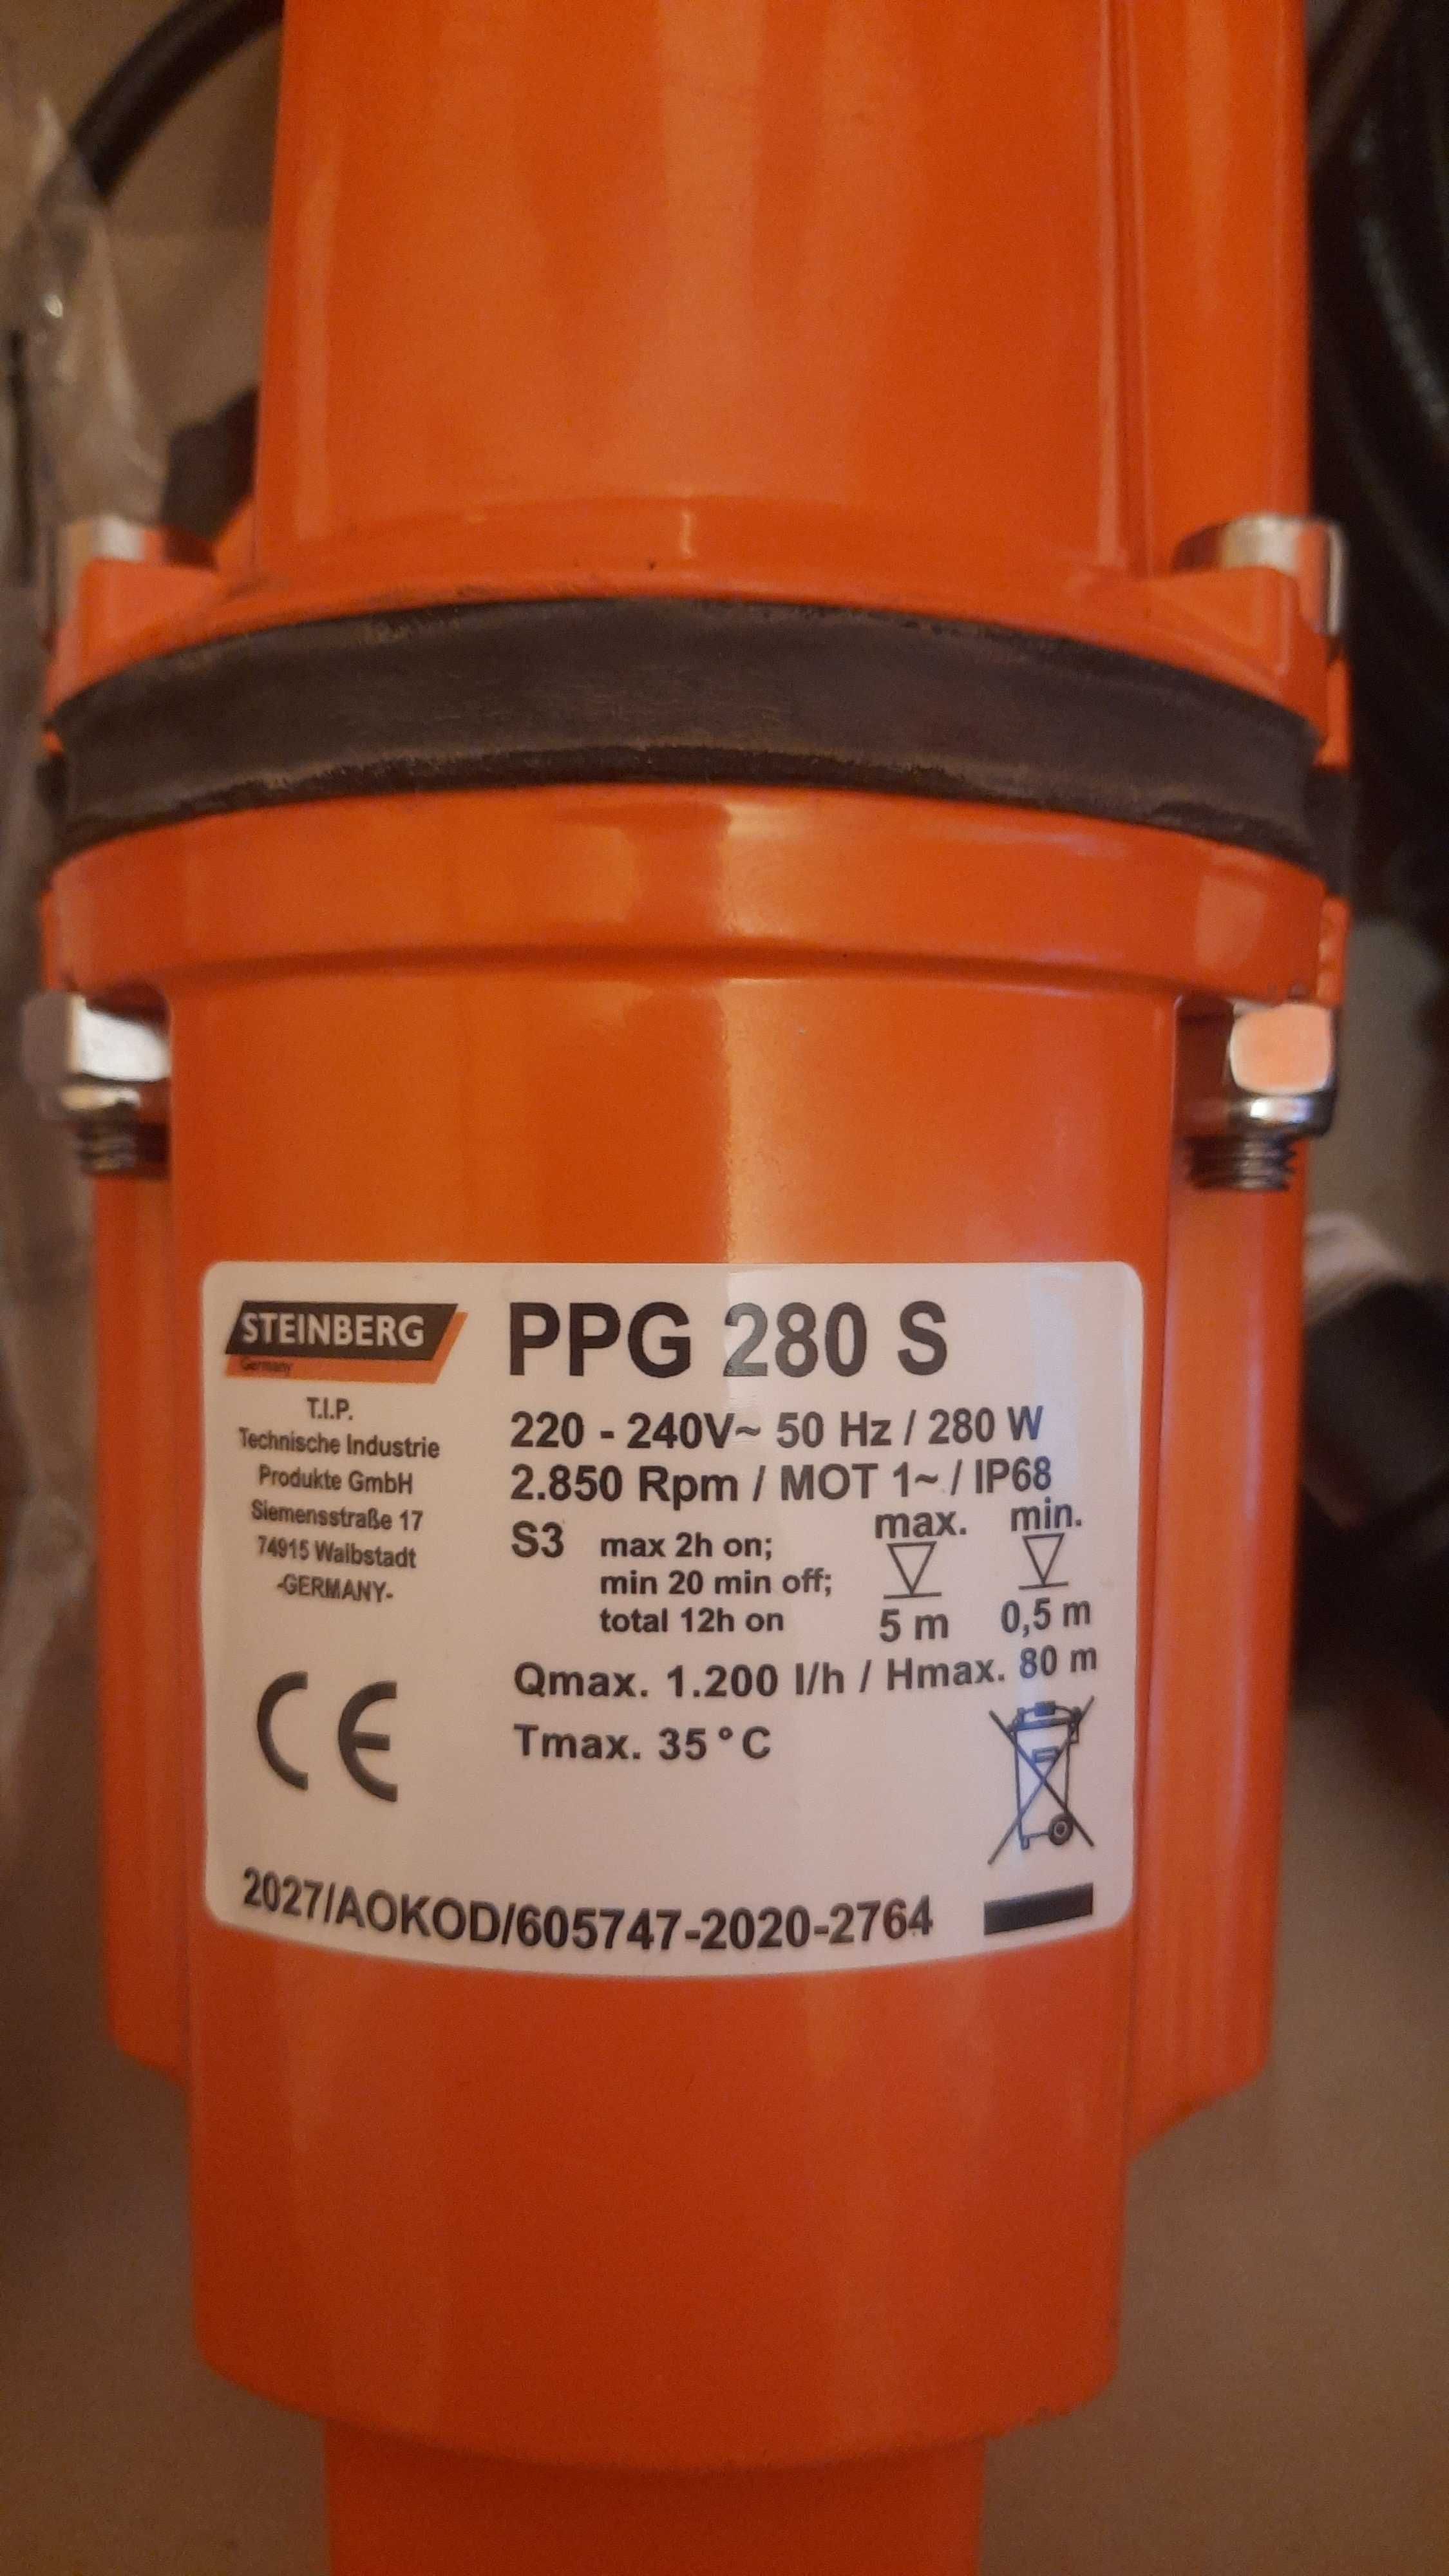 STEINBERG
Germany
T.I.P.
Technische Industrie
Produkte GmbH
Siemensstraße 17
74915 Waibstadt
-GERMANY-
PPG 280 S
220 - 240V~ 50 Hz / 280 W
2.850 Rpm / MOT 1~ / IP68
S3 max 2h on;
min 20 min off;
total 12h on
max. min.
5 m 0,5 m
Qmax. 1.200 l/h / Hmax. 80 m
Tmax. 35°C
CE
2027/AOKOD/605747-2020-2764